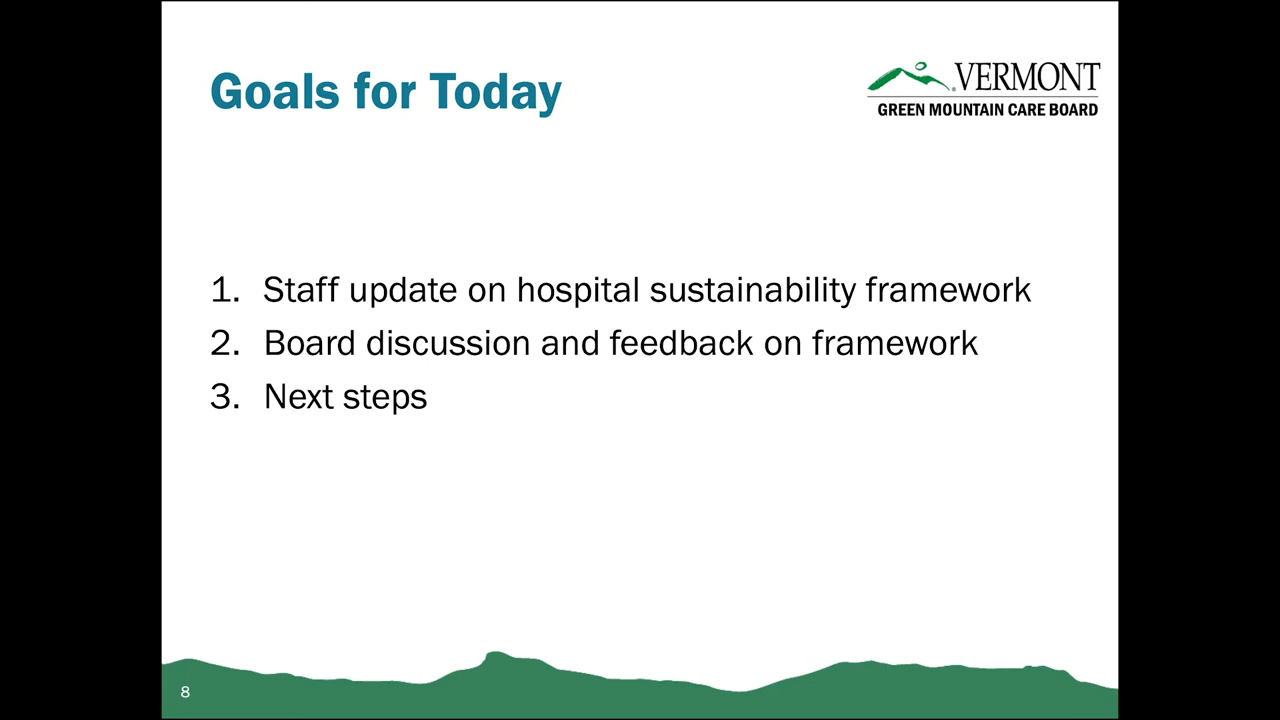 Goals for Today
VERMONT
GREEN MOUNTAIN CARE BOARD
1. Staff update on hospital sustainability framework
2. Board discussion and feedback on framework
3. Next steps
8